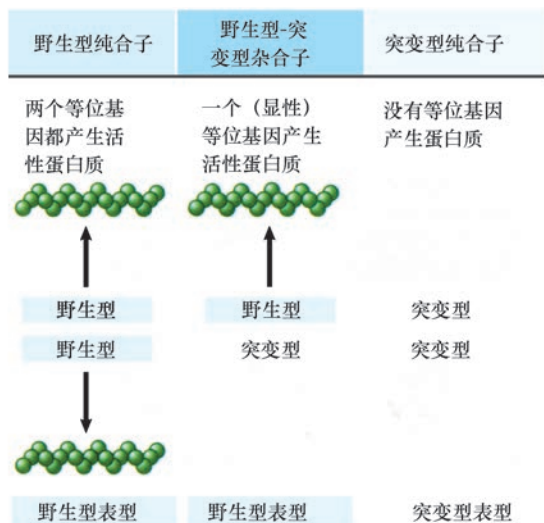 野生型纯合子
野生型-突
变型杂合子
突变型纯合子
两个等位基
因都产生活
性蛋白质
一个（显性）
等位基因产生
活性蛋白质
没有等位基因
产生蛋白质
野生型 野生型 突变型
野生型 突变型 突变型
野生型表型 野生型表型 突变型表型